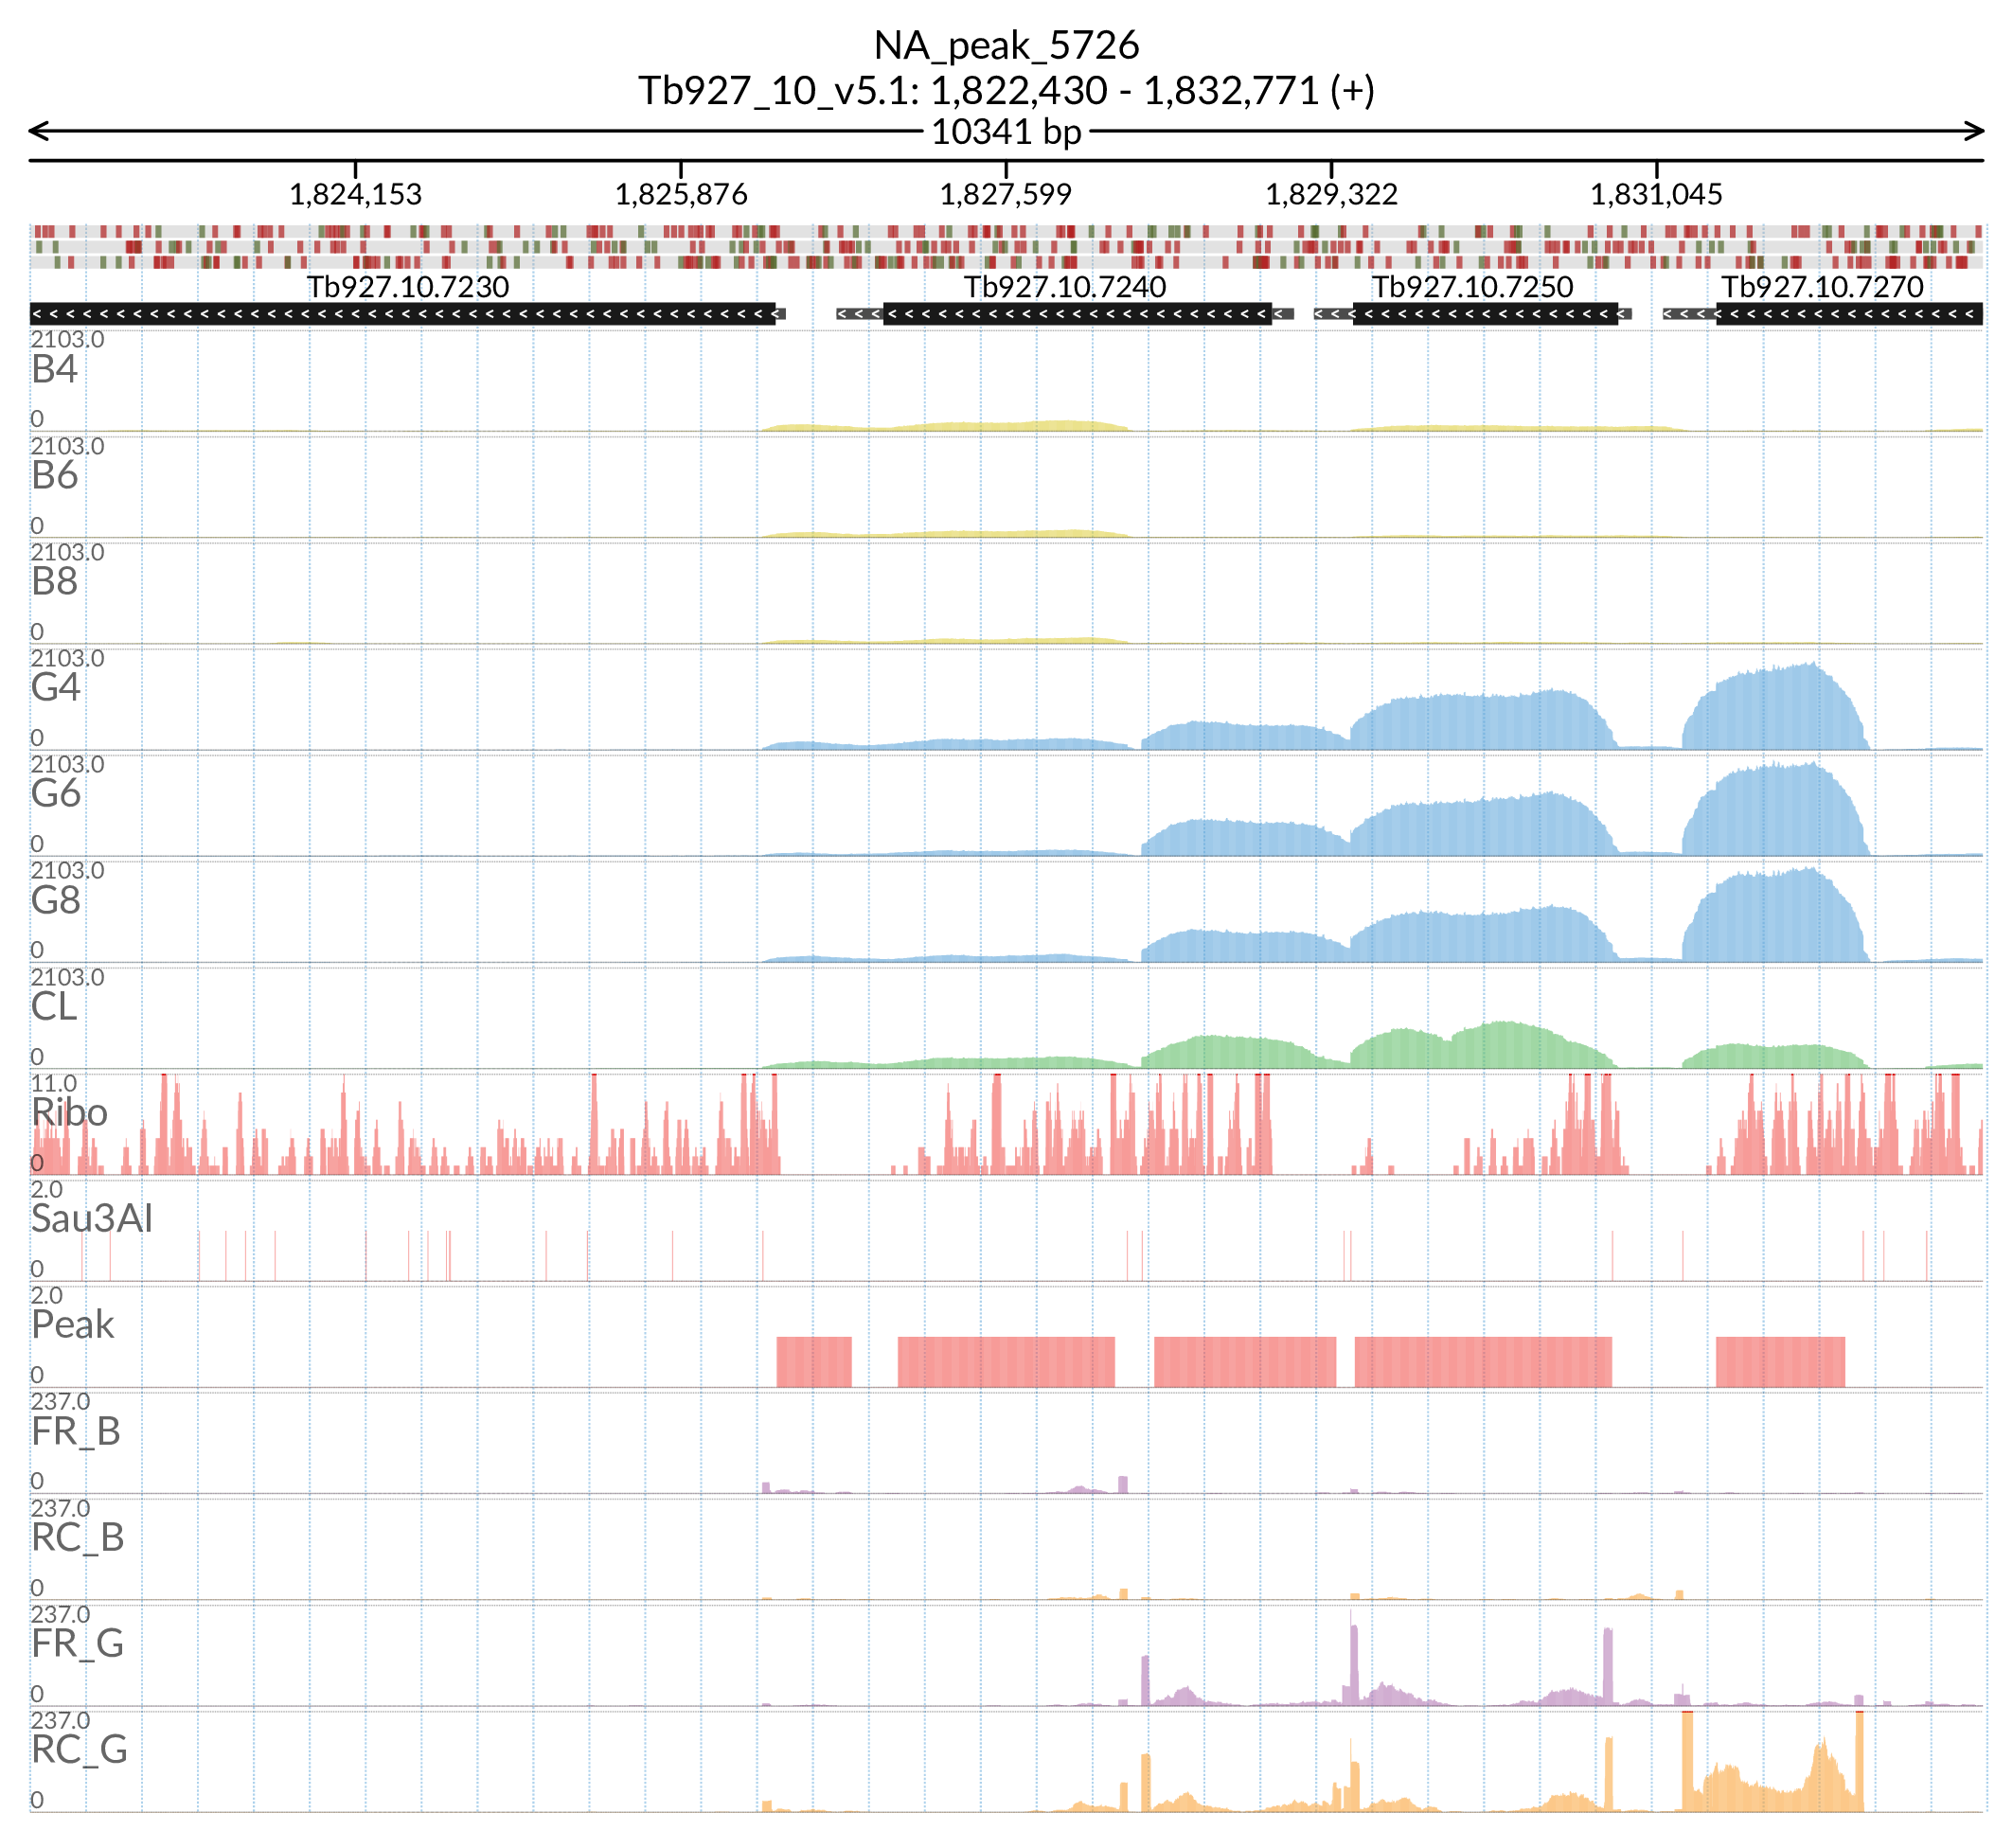 NA_peak_5726
Tb927_10_v5.1: 1,822,430 - 1,832,771 (+)
10341 bp
1,824,153 1,825,876 1,827,599 1,829,322 1,831,045
Tb927.10.7230 Tb927.10.7240 Tb927.10.7250 Tb927.10.7270
2103.0
B4
0
2103.0
B6
0
2103.0
B8
0
2103.0
G4
0
2103.0
G6
0
2103.0
G8
0
2103.0
CL
0
11.0
Ribo
0
2.0
Sau3AI
0
2.0
Peak
0
237.0
FR_B
0
237.0
RC_B
0
237.0
FR_G
0
237.0
RC_G
0